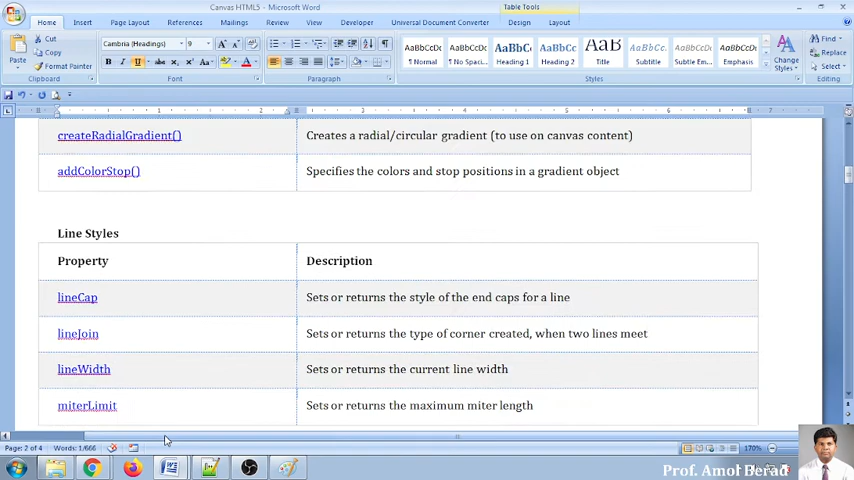 Canvas HTML5 - Microsoft Word
Table Tools
Home Insert Page Layout References Mailings Review View Developer Universal Document Converter Design Layout
Cut
Copy
Format Painter
Paste
Clipboard
Cambria (Headings) 9
Font
Paragraph
AaBbCcDc AaBbCcDc AaBbC AaBbCc AaB AaBbCc AaBbCcDc AaBbCcDc
¶ Normal ¶ No Spaci... Heading 1 Heading 2 Title Subtitle Subtle Em... Emphasis
Change
Styles
Styles
Find
Replace
Select
Editing
createRadialGradient() Creates a radial/circular gradient (to use on canvas content)
addColorStop() Specifies the colors and stop positions in a gradient object
Line Styles
Property Description
lineCap Sets or returns the style of the end caps for a line
lineJoin Sets or returns the type of corner created, when two lines meet
lineWidth Sets or returns the current line width
miterLimit Sets or returns the maximum miter length
Page: 2 of 4 Words: 1/666 170%
Prof. Amol Berad